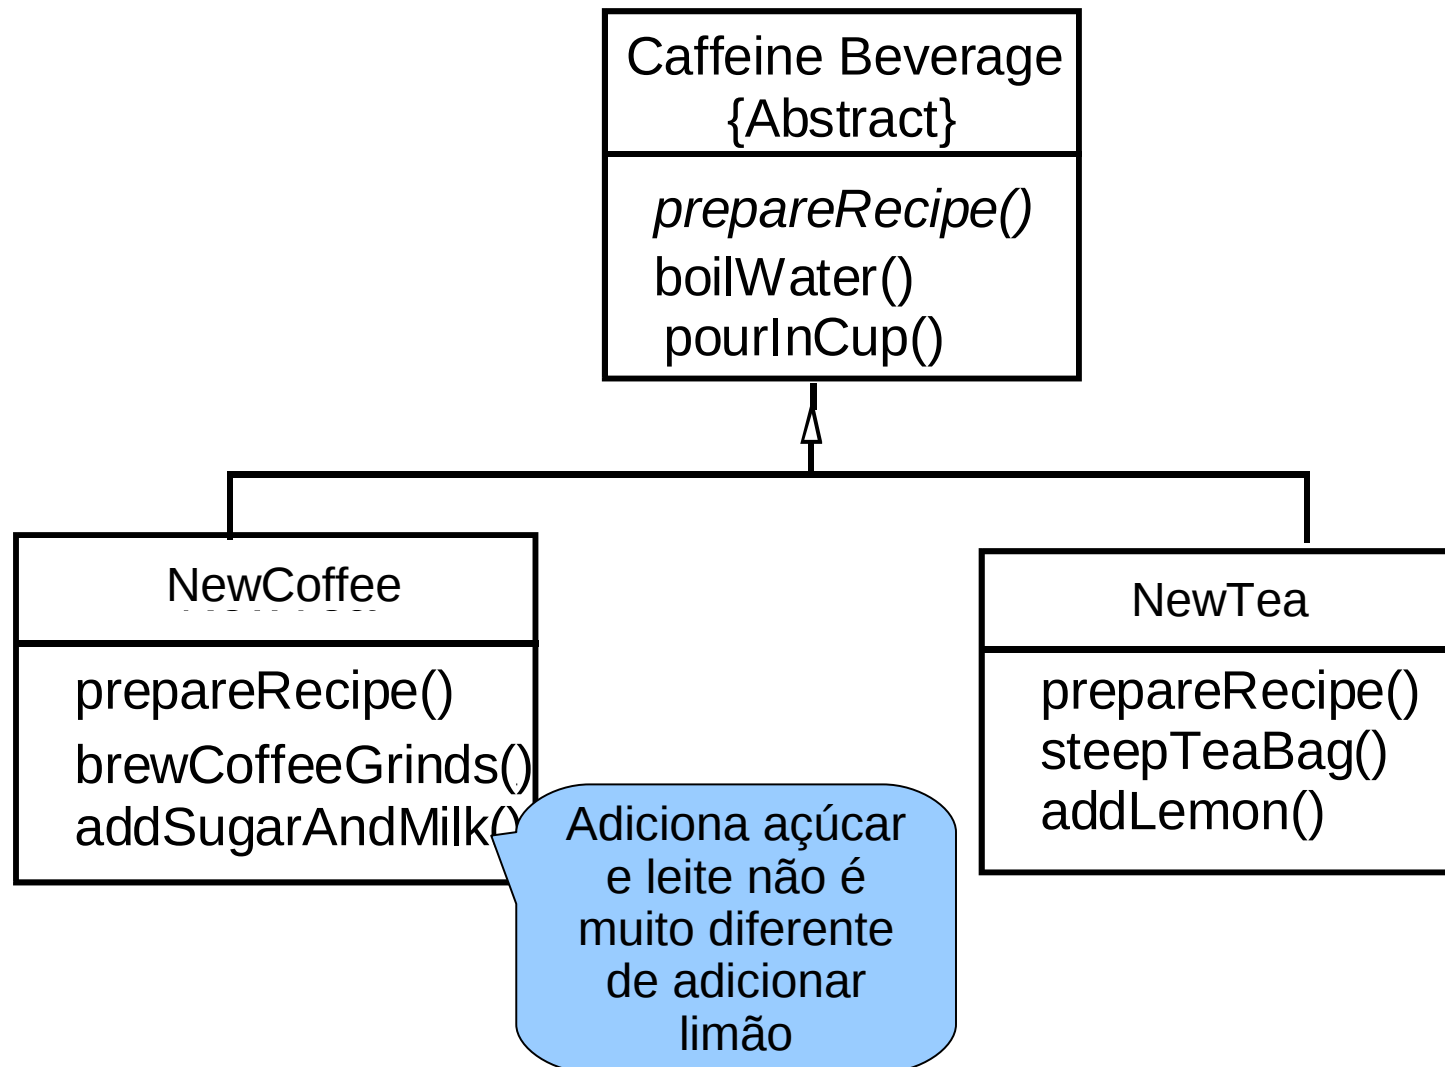 Caffeine Beverage
{Abstract}
prepareRecipe()
boilWater()
pourInCup()
NewCoffee
prepareRecipe()
brewCoffeeGrinds()
addSugarAndMilk()
NewTea
prepareRecipe()
steepTeaBag()
addLemon()
Adiciona açúcar
e leite não é
muito diferente
de adicionar
limão